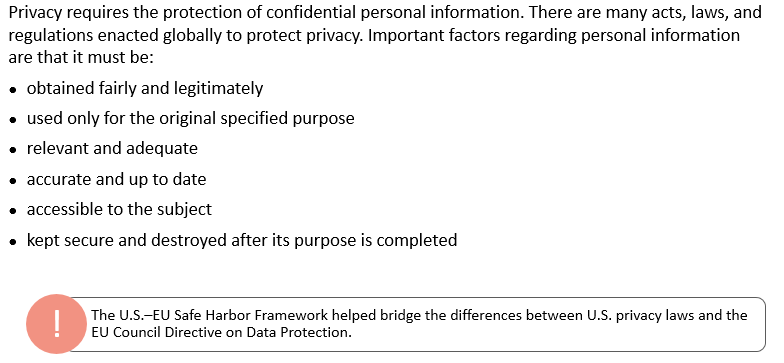 Privacy requires the protection of confidential personal information. There are many acts, laws, and
regulations enacted globally to protect privacy. Important factors regarding personal information
are that it must be:
• obtained fairly and legitimately
• used only for the original specified purpose
• relevant and adequate
• accurate and up to date
• accessible to the subject
• kept secure and destroyed after its purpose is completed
! The U.S.–EU Safe Harbor Framework helped bridge the differences between U.S. privacy laws and the
EU Council Directive on Data Protection.